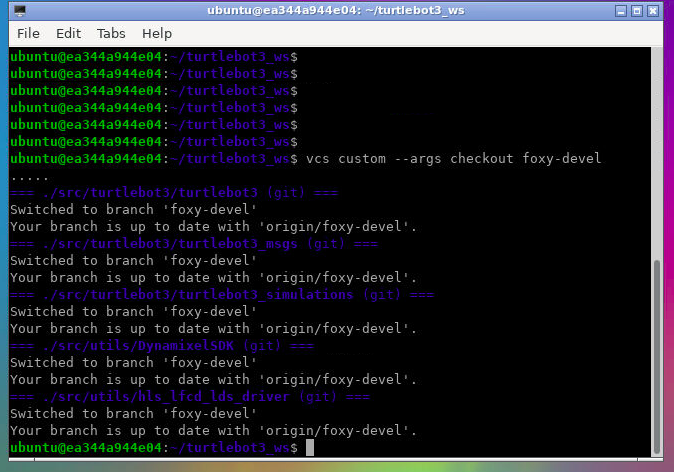 ubuntu@ea344a944e04: ~/turtlebot3_ws
File Edit Tabs Help
ubuntu@ea344a944e04:~/turtlebot3_ws$
ubuntu@ea344a944e04:~/turtlebot3_ws$
ubuntu@ea344a944e04:~/turtlebot3_ws$
ubuntu@ea344a944e04:~/turtlebot3_ws$
ubuntu@ea344a944e04:~/turtlebot3_ws$
ubuntu@ea344a944e04:~/turtlebot3_ws$
ubuntu@ea344a944e04:~/turtlebot3_ws$ vcs custom --args checkout foxy-devel
.....
=== ./src/turtlebot3/turtlebot3 (git) ===
Switched to branch 'foxy-devel'
Your branch is up to date with 'origin/foxy-devel'.
=== ./src/turtlebot3/turtlebot3_msgs (git) ===
Switched to branch 'foxy-devel'
Your branch is up to date with 'origin/foxy-devel'.
=== ./src/turtlebot3/turtlebot3_simulations (git) ===
Switched to branch 'foxy-devel'
Your branch is up to date with 'origin/foxy-devel'.
=== ./src/utils/DynamixelSDK (git) ===
Switched to branch 'foxy-devel'
Your branch is up to date with 'origin/foxy-devel'.
=== ./src/utils/hls_lfcd_lds_driver (git) ===
Switched to branch 'foxy-devel'
Your branch is up to date with 'origin/foxy-devel'.
ubuntu@ea344a944e04:~/turtlebot3_ws$